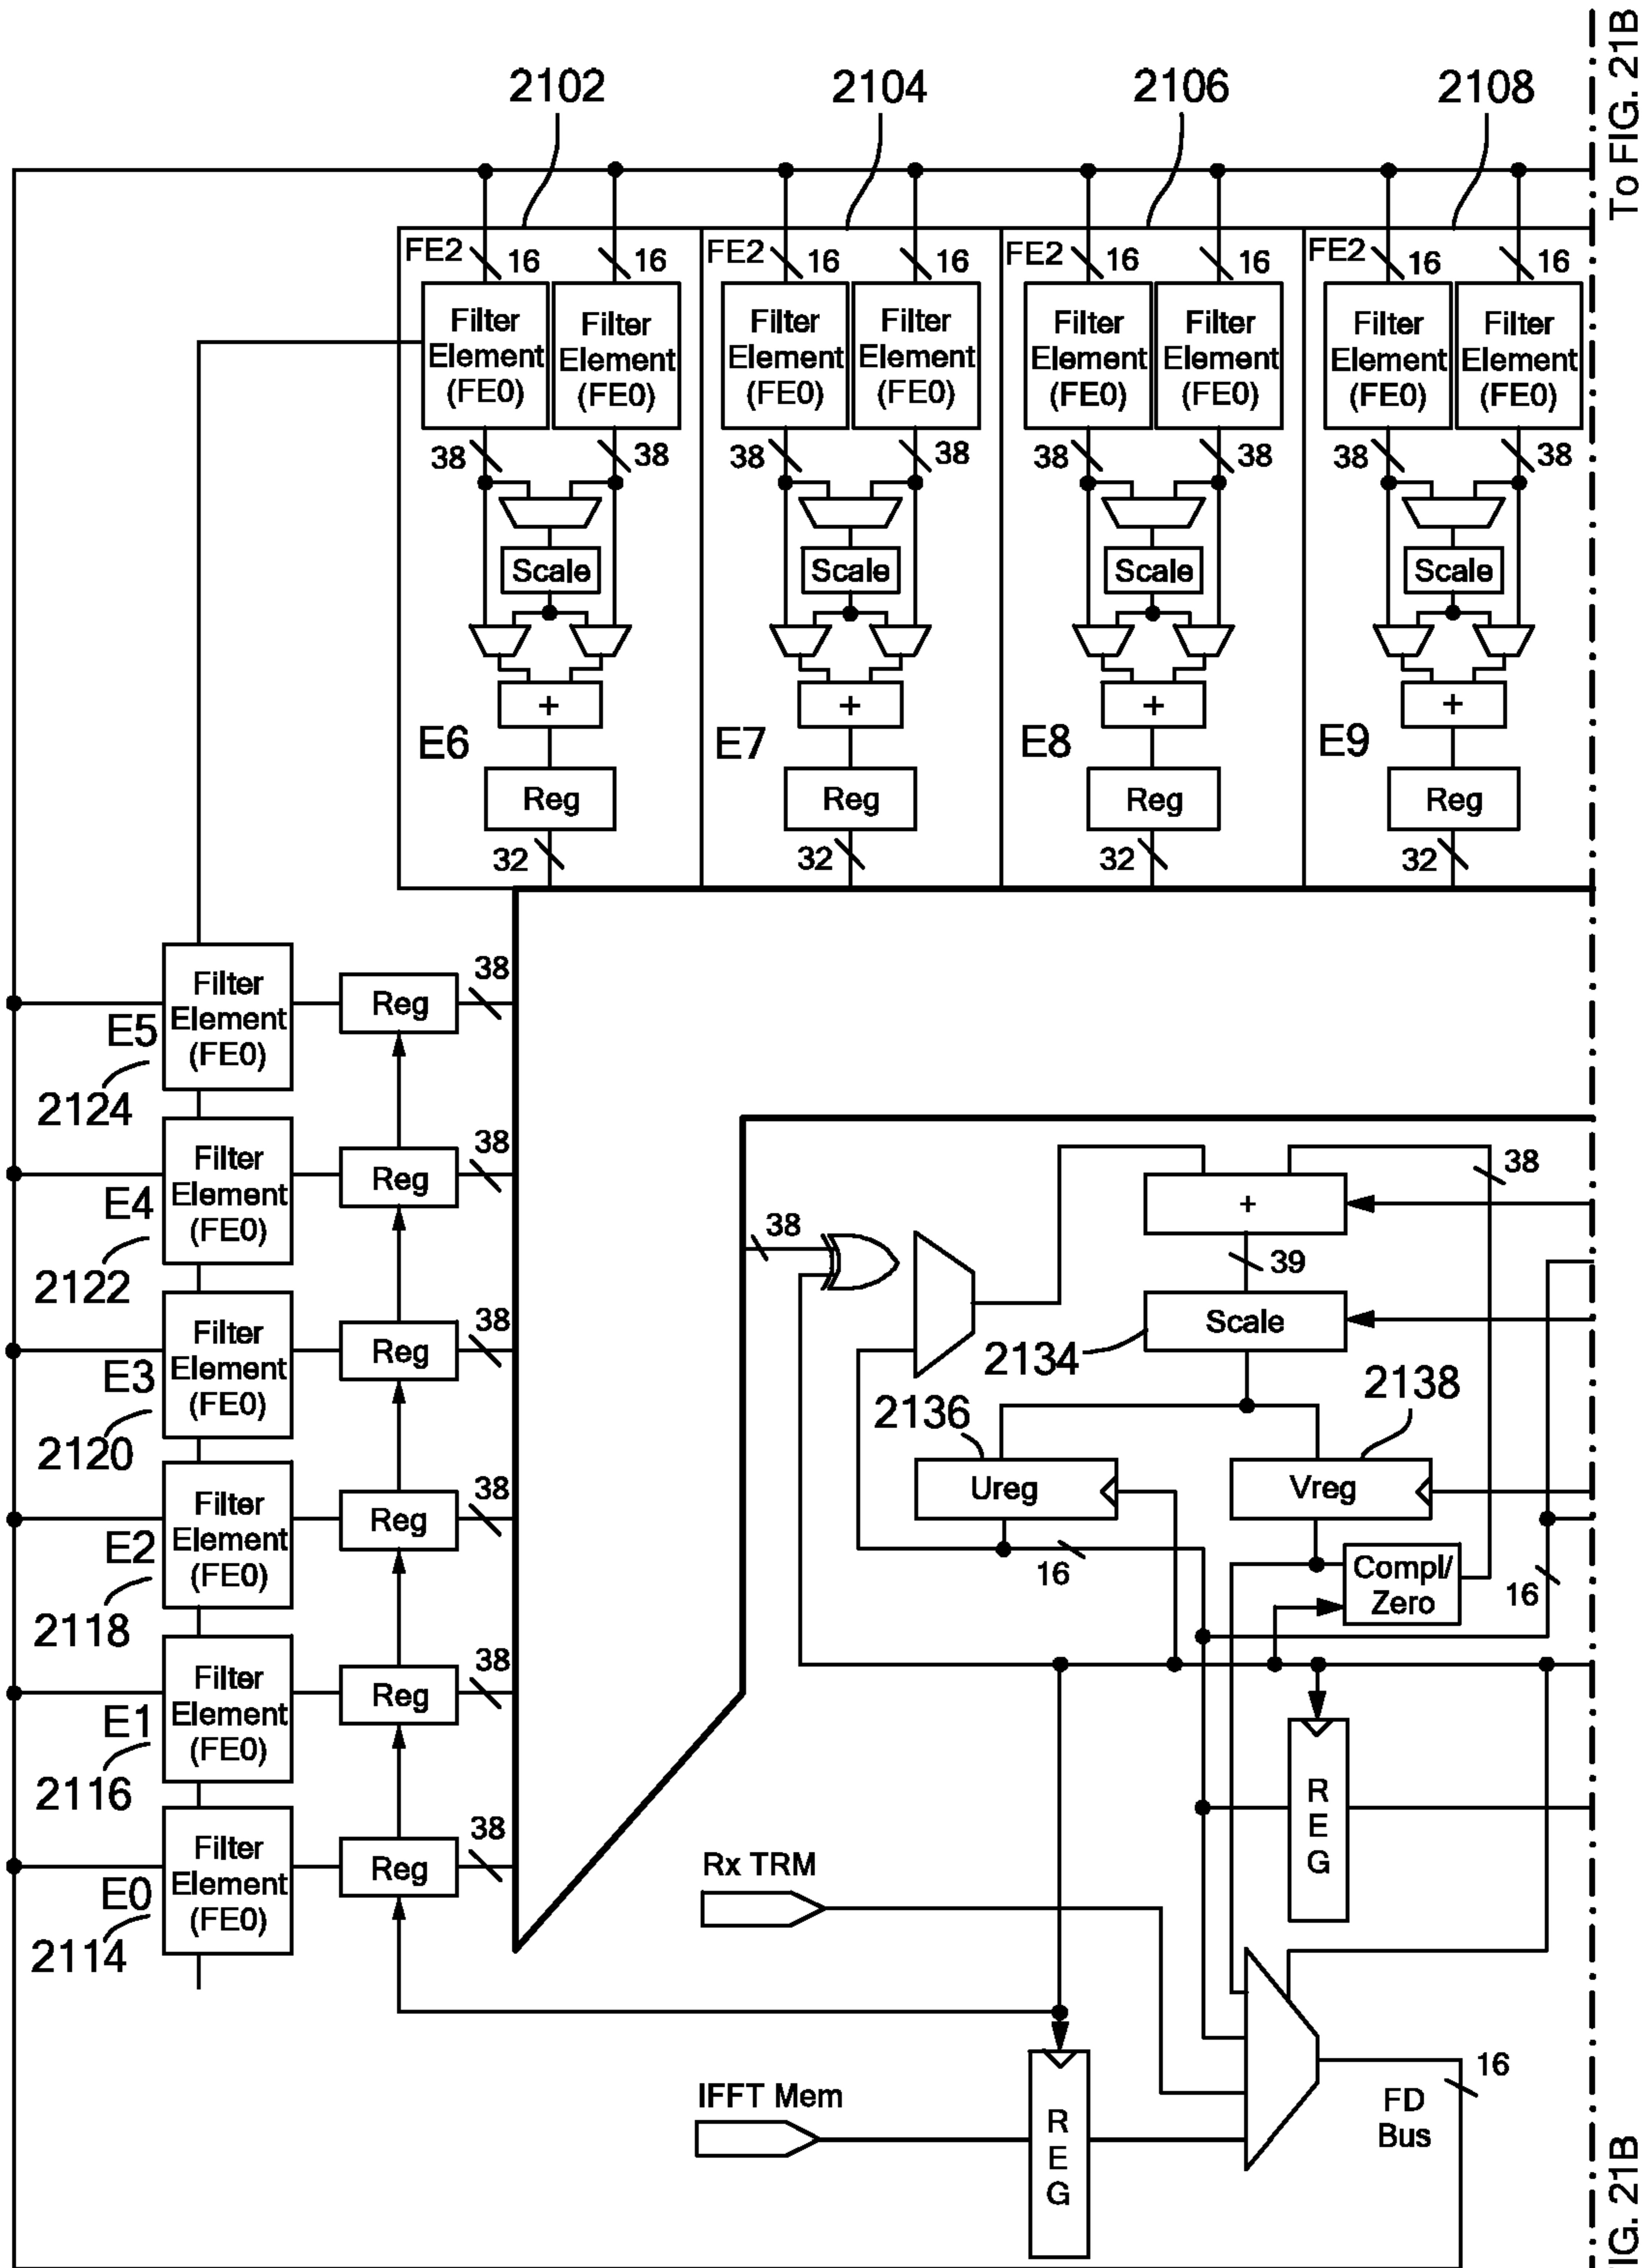 To FIG. 21B
2102 2104 2106 2108
FE2 16 16 FE2 16 16 FE2 16 16 FE2 16 16
Filter Filter Filter Filter Filter Filter Filter Filter
Element Element Element Element Element Element Element Element
(FE0) (FE0) (FE0) (FE0) (FE0) (FE0) (FE0) (FE0)
38 38 38 38 38 38 38 38
Scale Scale Scale Scale
+ + + +
E6 E7 E8 E9
Reg Reg Reg Reg
32 32 32 32
Filter
Element
(FE0)
E5
2124
Reg
38
Filter
Element
(FE0)
E4
2122
Reg
38
Filter
Element
(FE0)
E3
2120
Reg
38
Filter
Element
(FE0)
E2
2118
Reg
38
Filter
Element
(FE0)
E1
2116
Reg
38
Filter
Element
(FE0)
E0
2114
Reg
38
38
+
38
39
Scale
2134
2136
2138
Ureg
Vreg
16
Compl/
Zero
16
R
E
G
Rx TRM
IFFT Mem
R
E
G
16
FD
Bus
IG. 21B